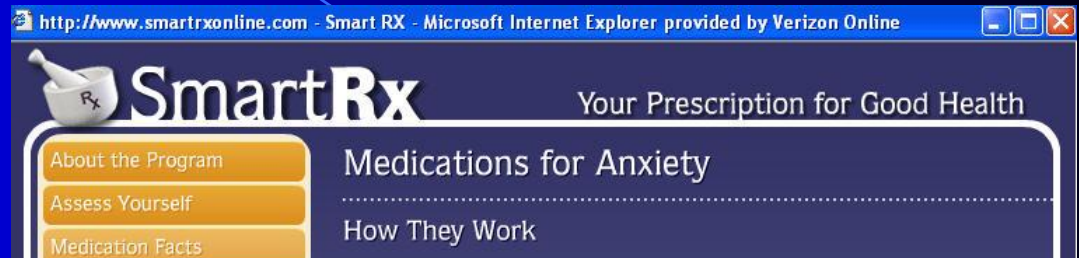 http://www.smartrxonline.com - Smart RX - Microsoft Internet Explorer provided by Verizon Online
Rx
SmartRx
Your Prescription for Good Health
About the Program
Assess Yourself
Medication Facts
Medications for Anxiety
How They Work